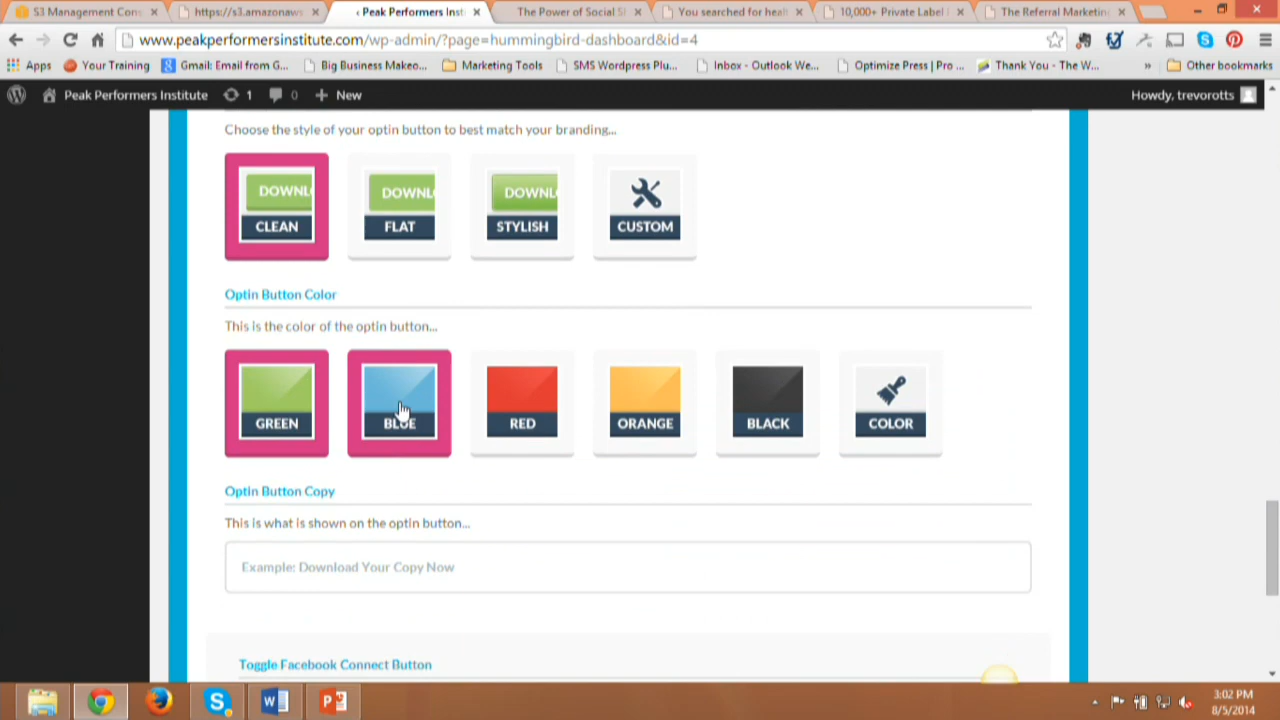 S3 Management Con
https://s3.amazonaws
Peak Performers Inst
The Power of Social S
You searched for heal
10,000+ Private Label
The Referral Marketin
www.peakperformersinstitute.com/wp-admin/?page=hummingbird-dashboard&id=4
Apps
Your Training
Gmail: Email from G...
Big Business Makeo...
Marketing Tools
SMS Wordpress Plu...
Inbox - Outlook We...
Optimize Press | Pro ...
Thank You - The W...
»
Other bookmarks
Peak Performers Institute
1
0
New
Howdy, trevorotts
Choose the style of your optin button to best match your branding...
DOWNL
CLEAN
DOWNL
FLAT
DOWNL
STYLISH
CUSTOM
Optin Button Color
This is the color of the optin button...
GREEN
BLUE
RED
ORANGE
BLACK
COLOR
Optin Button Copy
This is what is shown on the optin button...
Example: Download Your Copy Now
Toggle Facebook Connect Button
3:02 PM
8/5/2014